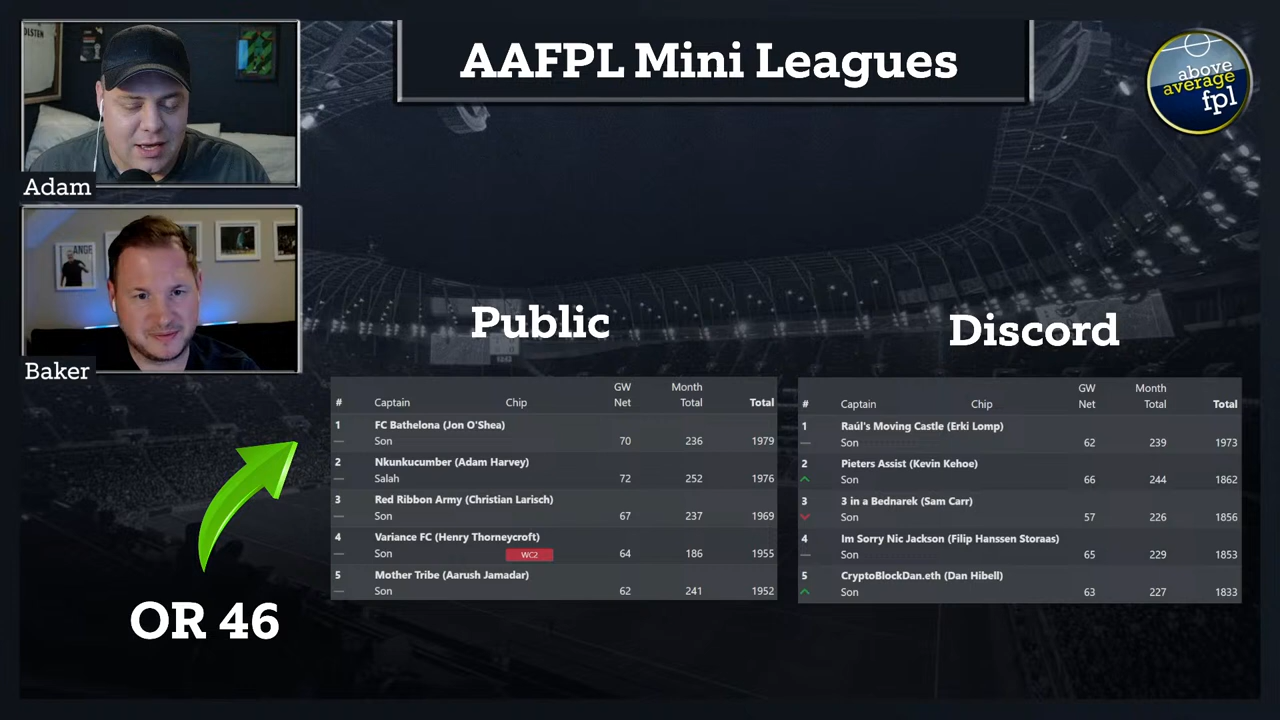 OLSTEN
AAFPL Mini Leagues
above
average
fpl
Adam
ANGE
Baker
Public
# Captain Chip GW Net Month Total Total
1 FC Bathelona (Jon O'Shea)
— Son 70 236 1979
2 Nkunkucumber (Adam Harvey)
— Salah 72 252 1976
3 Red Ribbon Army (Christian Larisch)
— Son 67 237 1969
4 Variance FC (Henry Thorneycroft)
— Son WC2 64 186 1955
5 Mother Tribe (Aarush Jamadar)
— Son 62 241 1952
Discord
# Captain Chip GW Net Month Total Total
1 Raúl's Moving Castle (Erki Lomp)
— Son 62 239 1973
2 Pieters Assist (Kevin Kehoe)
Son 66 244 1862
3 3 in a Bednarek (Sam Carr)
Son 57 226 1856
4 Im Sorry Nic Jackson (Filip Hanssen Storaas)
— Son 65 229 1853
5 CryptoBlockDan.eth (Dan Hibell)
Son 63 227 1833
OR 46